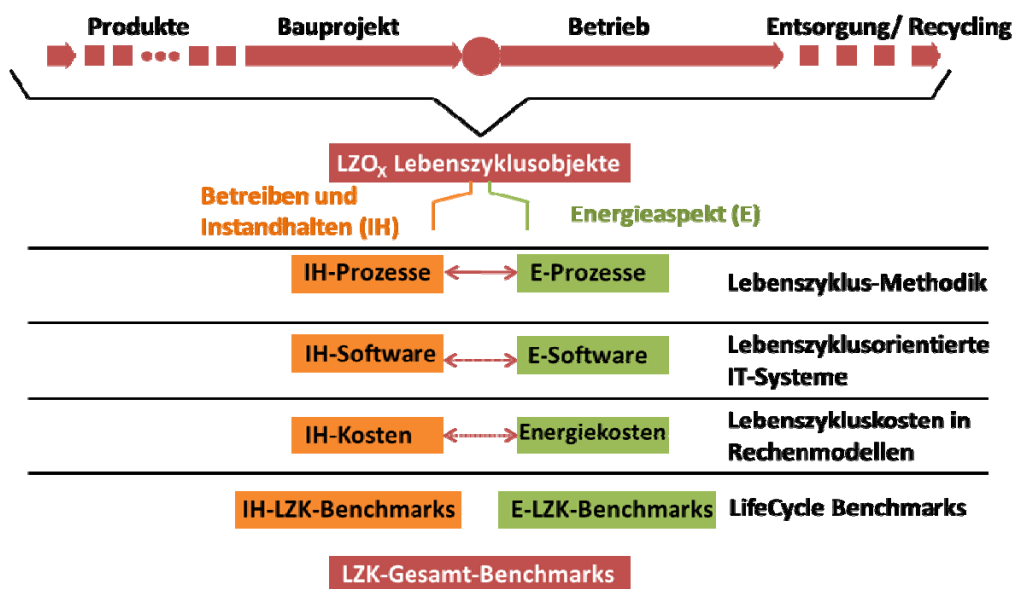 Produkte Bauprojekt Betrieb Entsorgung/ Recycling
LZOX Lebenszyklusobjekte
Betreiben und
Instandhalten (IH)
Energieaspekt (E)
IH-Prozesse E-Prozesse
Lebenszyklus-Methodik
IH-Software E-Software
Lebenszyklusorientierte
IT-Systeme
IH-Kosten Energiekosten
Lebenszykluskosten in
Rechenmodellen
IH-LZK-Benchmarks E-LZK-Benchmarks LifeCycle Benchmarks
LZK-Gesamt-Benchmarks